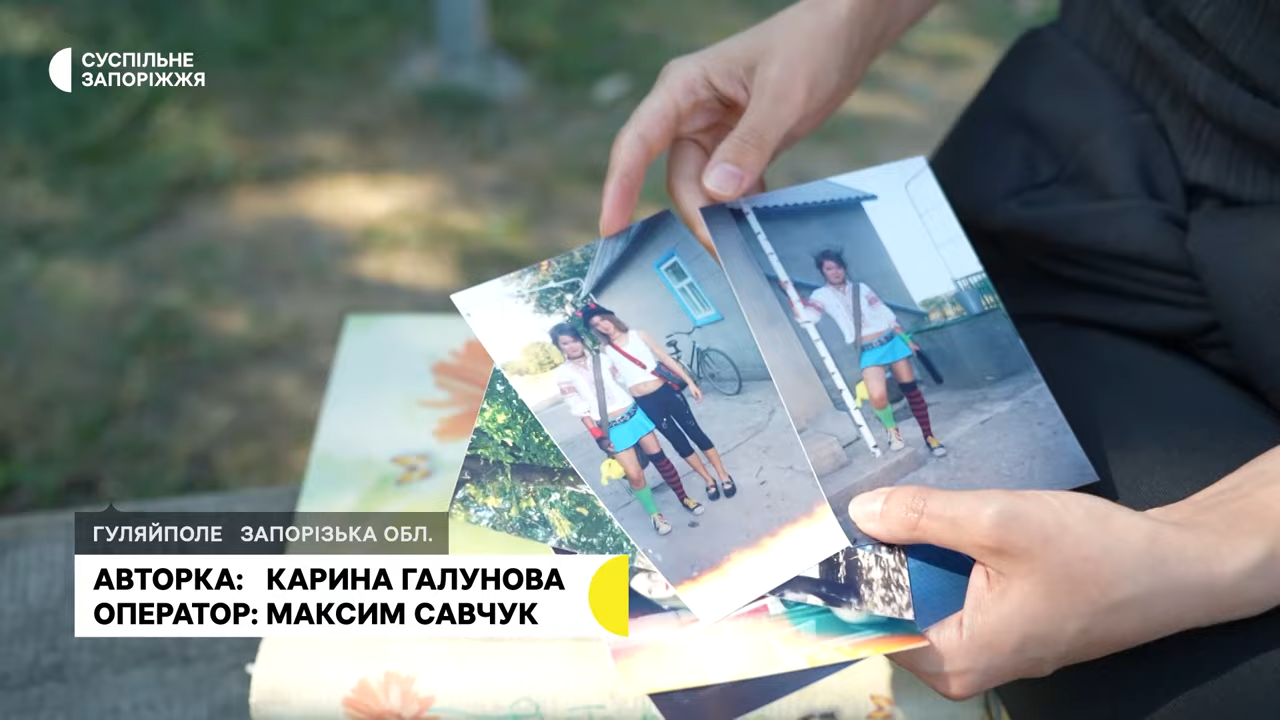 СУСПІЛЬНЕ
ЗАПОРІЖЖЯ
ГУЛЯЙПОЛЕ ЗАПОРІЗЬКА ОБЛ.
АВТОРКА: КАРИНА ГАЛУНОВА
ОПЕРАТОР: МАКСИМ САВЧУК